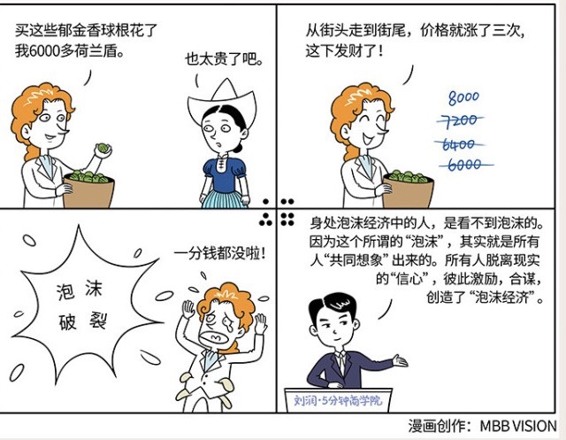 买这些郁金香球根花了
我6000多荷兰盾。
也太贵了吧。
从街头走到街尾，价格就涨了三次，
这下发财了！
8000
7200
6400
6000
泡沫
破裂
一分钱都没啦！
身处泡沫经济中的人，是看不到泡沫的。
因为这个所谓的“泡沫”，其实就是所有
人“共同想象”出来的。所有人脱离现实
的“信心”，彼此激励，合谋，
创造了“泡沫经济”。
刘润·5分钟商学院
漫画创作：MBB VISION